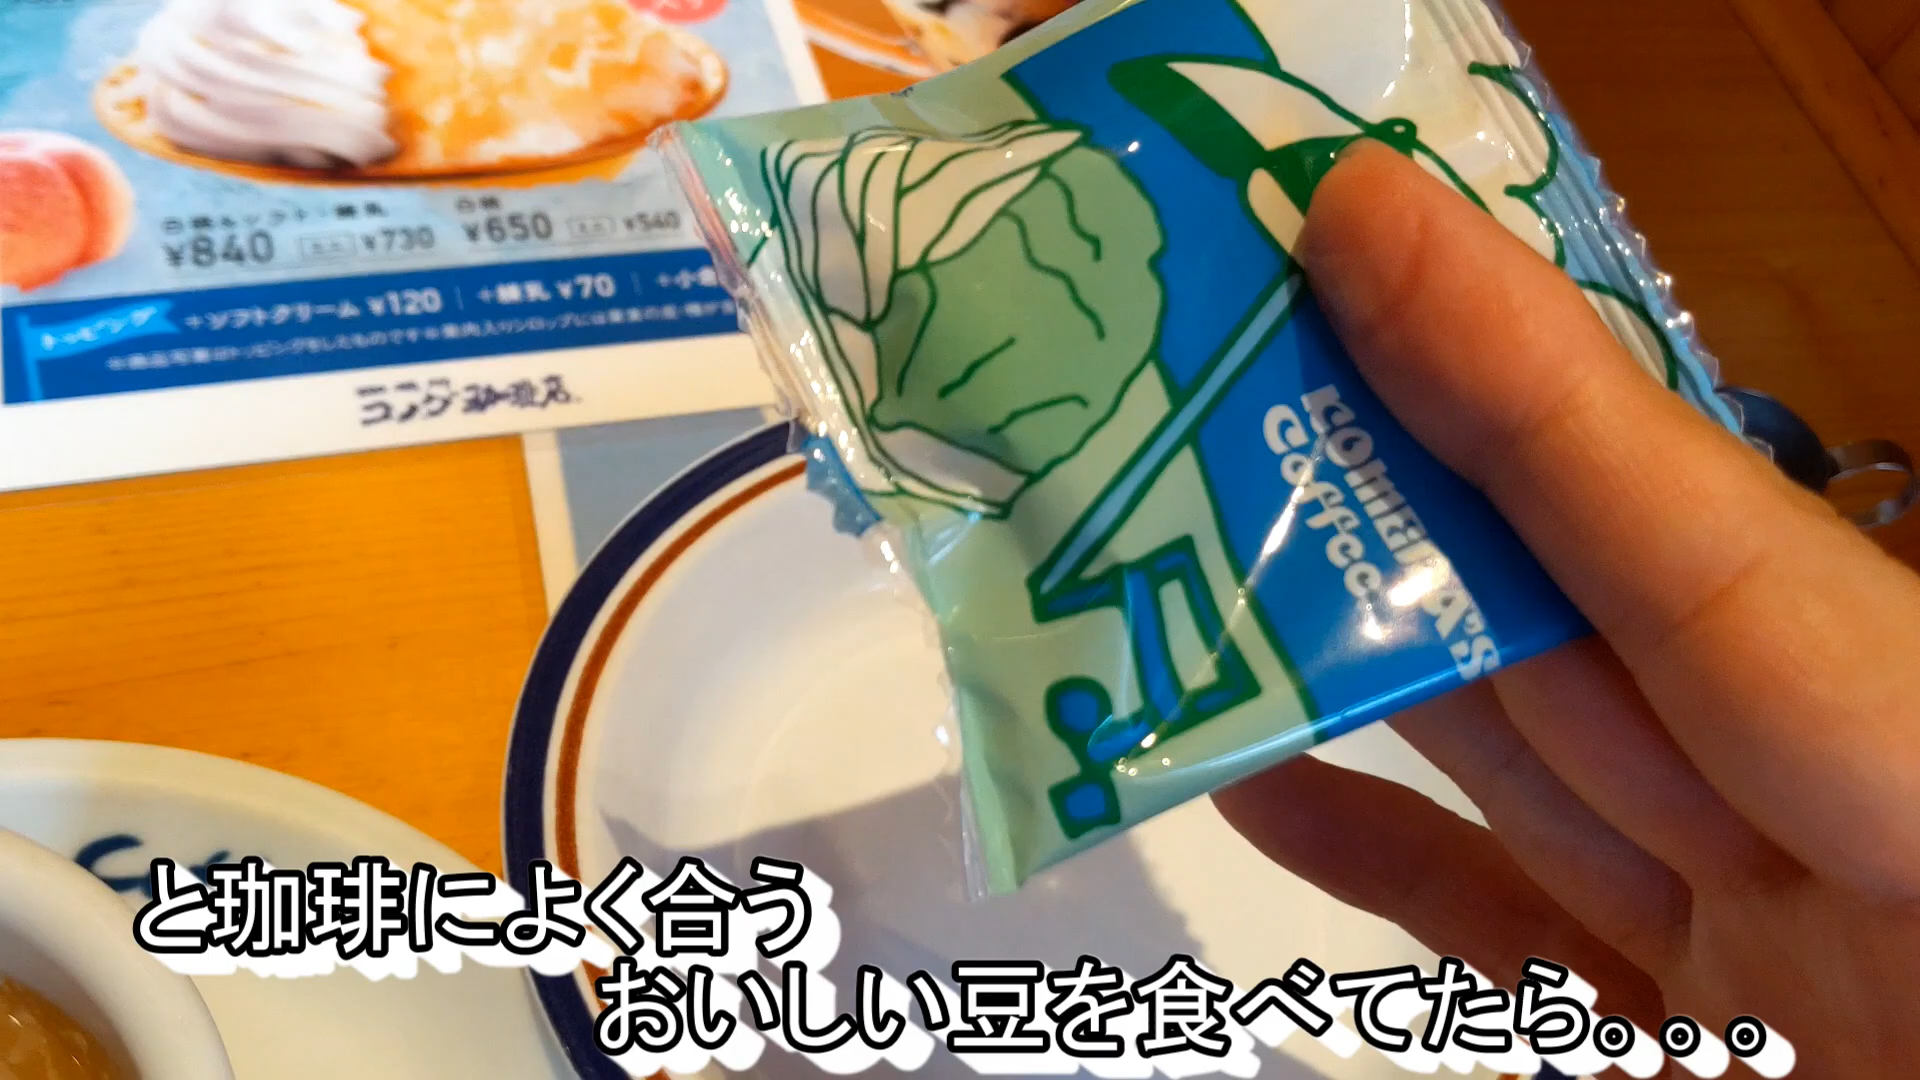 ¥840
¥730
¥650
¥540
トッピング
+ソフトクリーム ¥120
+練乳 ¥70
+小倉
コメダ珈琲店
KOMEDA'S
Coffee
と珈琲によく合う
おいしい豆を食べてたら。。。